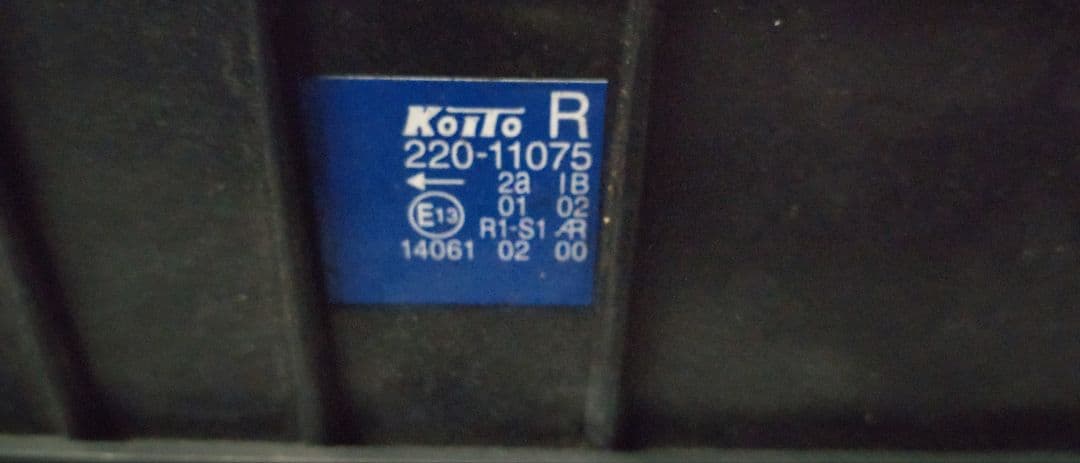 KOITO R
220-11075
← 2a IB
01 02
E13 R1-S1 AR
14061 02 00